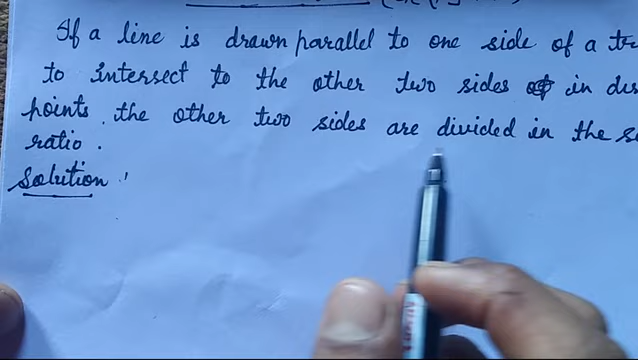 If a line is drawn parallel to one side of a
to intersect to the other two sides in
points, the other two sides are divided in the
ratio.
Solution :